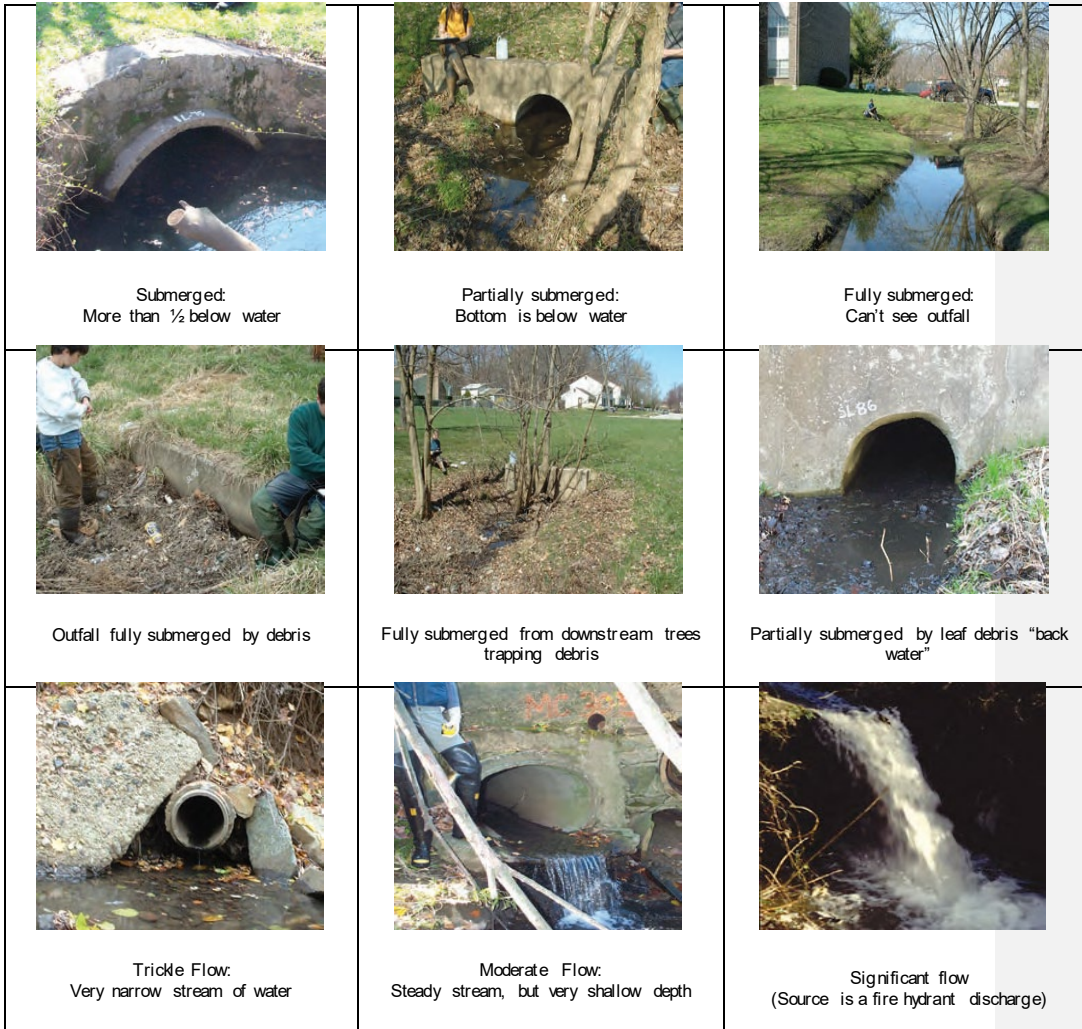 Submerged:
More than ½ below water
Partially submerged:
Bottom is below water
Fully submerged:
Can't see outfall
SL86
Outfall fully submerged by debris
Fully submerged from downstream trees
trapping debris
Partially submerged by leaf debris “back
water”
Trickle Flow:
Very narrow stream of water
Moderate Flow:
Steady stream, but very shallow depth
Significant flow
(Source is a fire hydrant discharge)